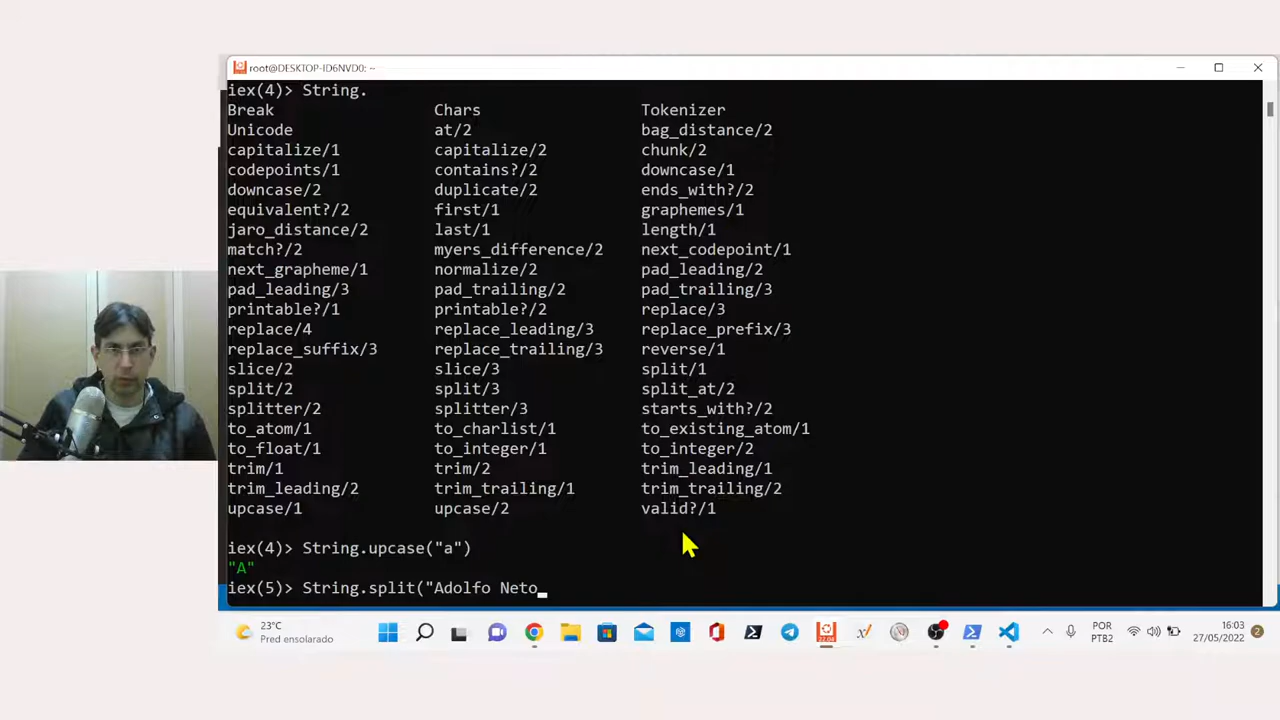 root@DESKTOP-ID6NVD0: ~
iex(4)> String.
Break Chars Tokenizer
Unicode at/2 bag_distance/2
capitalize/1 capitalize/2 chunk/2
codepoints/1 contains?/2 downcase/1
downcase/2 duplicate/2 ends_with?/2
equivalent?/2 first/1 graphemes/1
jaro_distance/2 last/1 length/1
match?/2 myers_difference/2 next_codepoint/1
next_grapheme/1 normalize/2 pad_leading/2
pad_leading/3 pad_trailing/2 pad_trailing/3
printable?/1 printable?/2 replace/3
replace/4 replace_leading/3 replace_prefix/3
replace_suffix/3 replace_trailing/3 reverse/1
slice/2 slice/3 split/1
split/2 split/3 split_at/2
splitter/2 splitter/3 starts_with?/2
to_atom/1 to_charlist/1 to_existing_atom/1
to_float/1 to_integer/1 to_integer/2
trim/1 trim/2 trim_leading/1
trim_leading/2 trim_trailing/1 trim_trailing/2
upcase/1 upcase/2 valid?/1
iex(4)> String.upcase("a")
"A"
iex(5)> String.split("Adolfo Neto
23°C
Pred ensolarado
22.04
POR
PTB2
16:03
27/05/2022
2